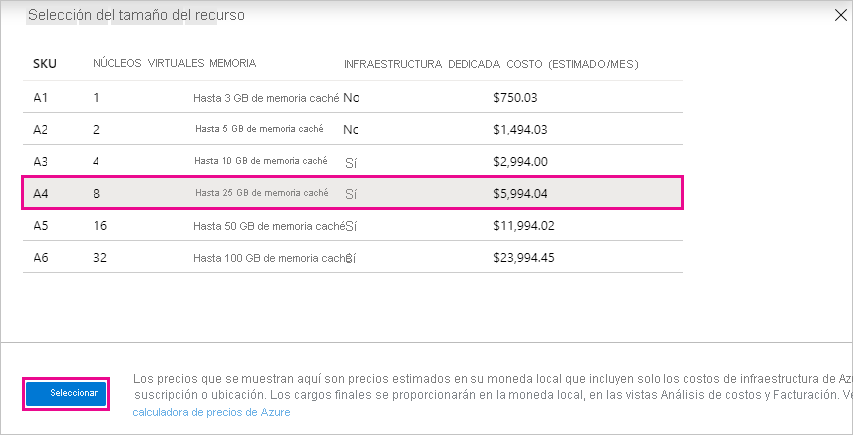 Selección del tamaño del recurso
SKU NÚCLEOS VIRTUALES MEMORIA INFRAESTRUCTURA DEDICADA COSTO (ESTIMADO/MES)
A1 1 Hasta 3 GB de memoria caché No $750.03
A2 2 Hasta 5 GB de memoria caché No $1,494.03
A3 4 Hasta 10 GB de memoria caché Sí $2,994.00
A4 8 Hasta 25 GB de memoria caché Sí $5,994.04
A5 16 Hasta 50 GB de memoria caché Sí $11,994.02
A6 32 Hasta 100 GB de memoria caché Sí $23,994.45
Seleccionar
Los precios que se muestran aquí son precios estimados en su moneda local que incluyen solo los costos de infraestructura de Az
suscripción o ubicación. Los cargos finales se proporcionarán en la moneda local, en las vistas Análisis de costos y Facturación. Ve
calculadora de precios de Azure